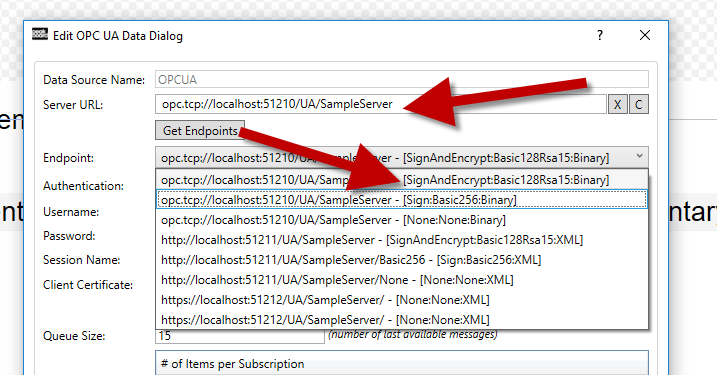 Edit OPC UA Data Dialog ? X
Data Source Name: OPCUA
Server URL: opc.tcp://localhost:51210/UA/SampleServer X C
Get Endpoints
Endpoint: opc.tcp://localhost:51210/UA/SampleServer - [SignAndEncrypt:Basic128Rsa15:Binary]
opc.tcp://localhost:51210/UA/SampleServer - [SignAndEncrypt:Basic128Rsa15:Binary]
Authentication:
opc.tcp://localhost:51210/UA/SampleServer - [Sign:Basic256:Binary]
Username:
opc.tcp://localhost:51210/UA/SampleServer - [None:None:Binary]
Password:
http://localhost:51211/UA/SampleServer - [SignAndEncrypt:Basic128Rsa15:XML]
Session Name:
http://localhost:51211/UA/SampleServer/Basic256 - [Sign:Basic256:XML]
Client Certificate:
http://localhost:51211/UA/SampleServer/None - [None:None:XML]
https://localhost:51212/UA/SampleServer/ - [None:None:XML]
https://localhost:51212/UA/SampleServer/ - [None:None:XML]
Queue Size: 15 (number of last available messages)
# of Items per Subscription